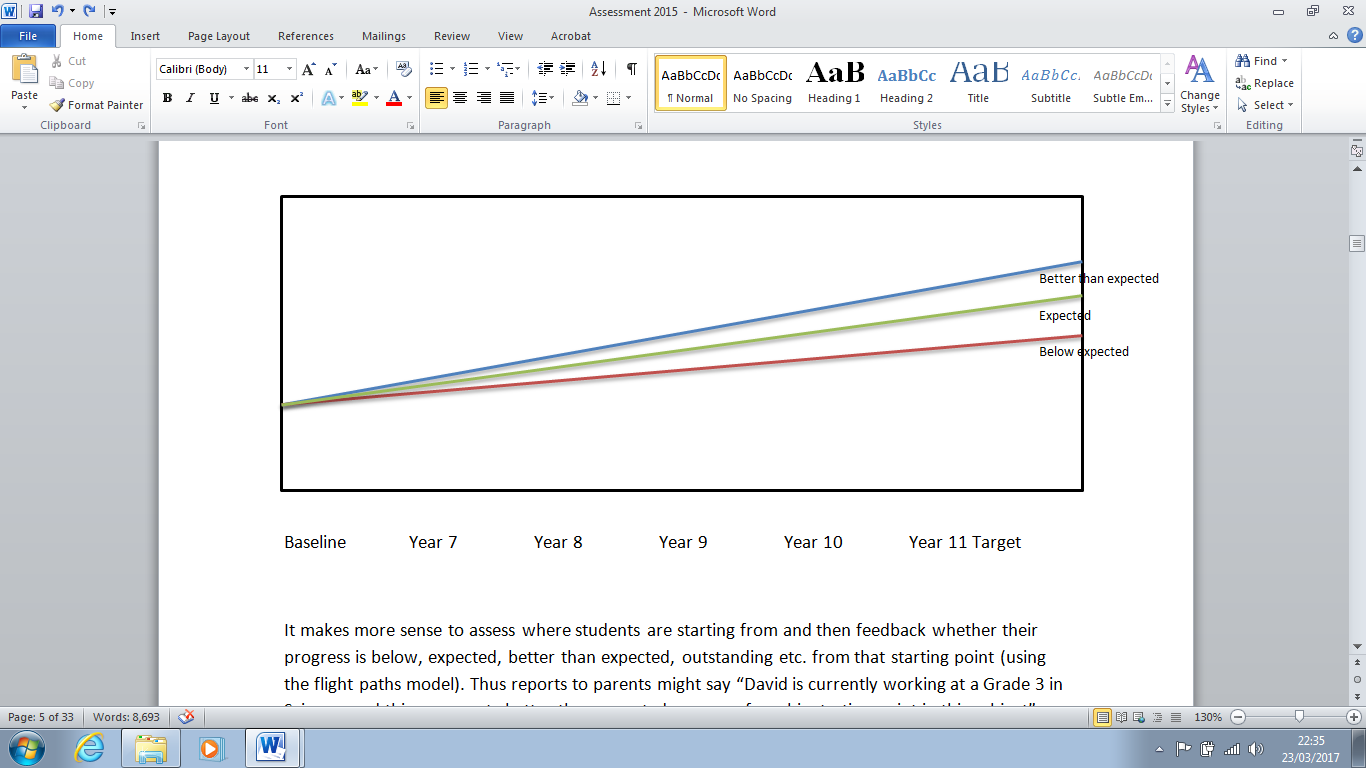 Assessment 2015 - Microsoft Word
File Home Insert Page Layout References Mailings Review View Acrobat
Paste
Cut
Copy
Format Painter
Clipboard
Calibri (Body) 11
Font
Paragraph
AaBbCcDc AaBbCcDc AaB AaBbCc AaB AaBbCc. AaBbCcDc
¶ Normal No Spacing Heading 1 Heading 2 Title Subtitle Subtle Em...
Change Styles
Styles
Find
Replace
Select
Editing
Better than expected
Expected
Below expected
Baseline Year 7 Year 8 Year 9 Year 10 Year 11 Target
It makes more sense to assess where students are starting from and then feedback whether their
progress is below, expected, better than expected, outstanding etc. from that starting point (using
the flight paths model). Thus reports to parents might say “David is currently working at a Grade 3 in
Page: 5 of 33 Words: 8,693 130%
22:35
23/03/2017